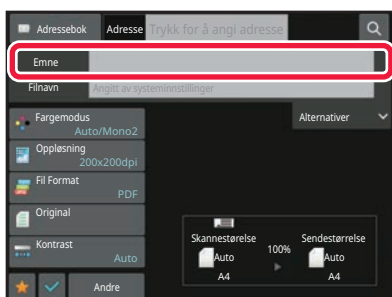 Adressebok Adresse Trykk for å angi adresse
Emne
Filnavn Angitt av systeminnstillinger
Fargemodus
Auto/Mono2
Alternativer
Oppløsning
200x200dpi
Fil Format
PDF
Original
Kontrast
Auto
Skannestørelse 100% Sendestørrelse
Auto Auto
A4 A4
Andre